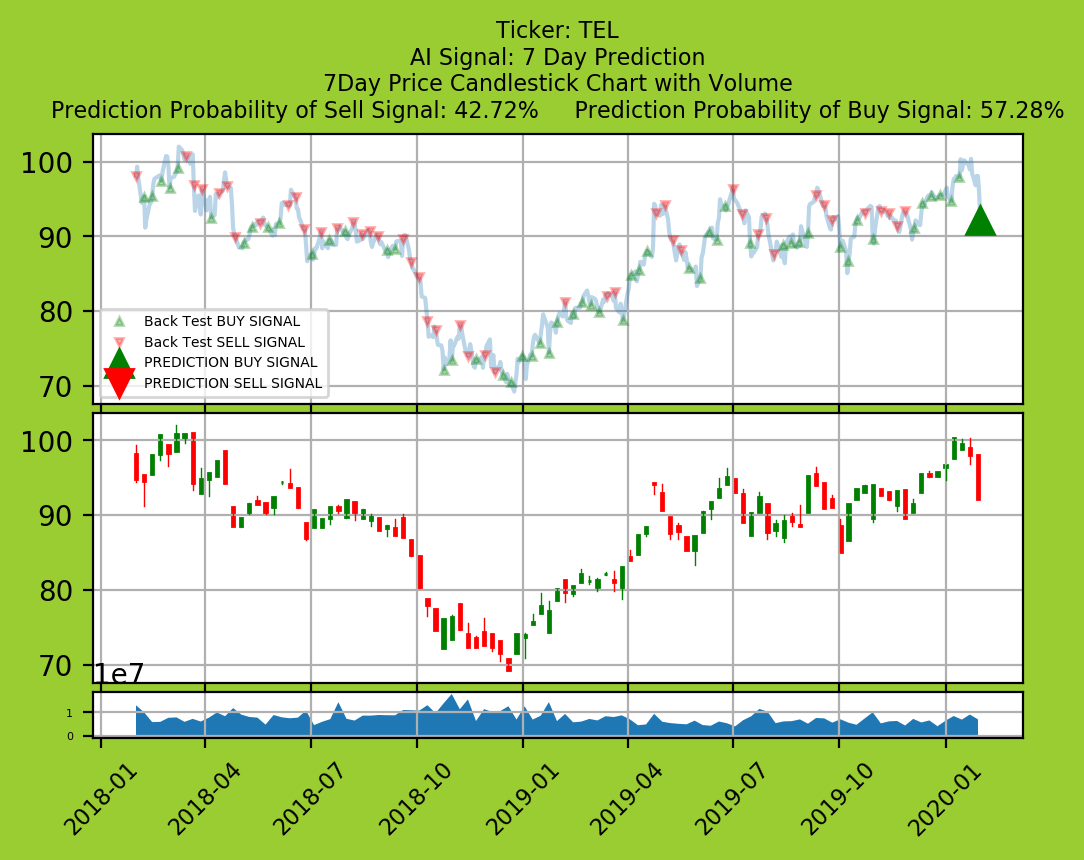 Ticker: TEL
AI Signal: 7 Day Prediction
7Day Price Candlestick Chart with Volume
Prediction Probability of Sell Signal: 42.72%     Prediction Probability of Buy Signal: 57.28%
100
90
80
70
Back Test BUY SIGNAL
Back Test SELL SIGNAL
PREDICTION BUY SIGNAL
PREDICTION SELL SIGNAL
100
90
80
70
1e7
1
0
2018-01
2018-04
2018-07
2018-10
2019-01
2019-04
2019-07
2019-10
2020-01